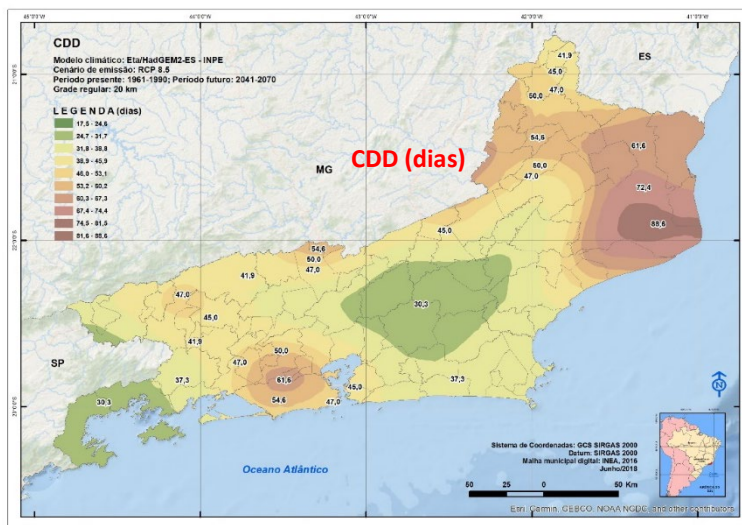 CDD
Modelo climático: Eta/HadGEM2-ES - INPE
Cenário de emissão: RCP 8.5
Período presente: 1961-1990; Período futuro: 2041-2070
Grade regular: 20 km
L E G E N D A (dias)
17,5 - 24,6
24,7 - 31,7
31,8 - 38,8
38,9 - 45,9
46,0 - 53,1
53,2 - 60,2
60,3 - 67,3
67,4 - 74,4
74,5 - 81,5
81,6 - 88,6
ES
MG
SP
CDD (dias)
41,9
45,0
47,0
50,0
54,6
61,6
50,0
47,0
72,4
88,6
45,0
54,6
50,0
47,0
41,9
47,0
45,0
30,3
41,9
50,0
47,0
37,3
61,6
45,0
37,3
54,6
47,0
30,3
Oceano Atlântico
Sistema de Coordenadas: GCS SIRGAS 2000
Datum: SIRGAS 2000
Malha municipal digital: INEA, 2016
Junho/2018
50 25 0 50 Km
Esri, Garmin, GEBCO, NOAA NGDC, and other contributors